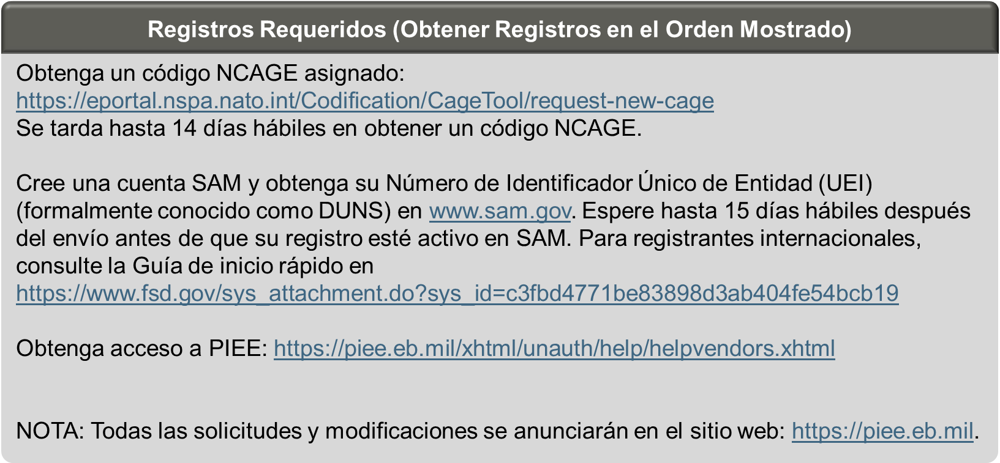 Registros Requeridos (Obtener Registros en el Orden Mostrado)
Obtenga un código NCAGE asignado:
https://eportal.nspa.nato.int/Codification/CageTool/request-new-cage
Se tarda hasta 14 días hábiles en obtener un código NCAGE.
Cree una cuenta SAM y obtenga su Número de Identificador Único de Entidad (UEI)
(formalmente conocido como DUNS) en www.sam.gov. Espere hasta 15 días hábiles después
del envío antes de que su registro esté activo en SAM. Para registrantes internacionales,
consulte la Guía de inicio rápido en
https://www.fsd.gov/sys_attachment.do?sys_id=c3fbd4771be83898d3ab404fe54bcb19
Obtenga acceso a PIEE: https://piee.eb.mil/xhtml/unauth/help/helpvendors.xhtml
NOTA: Todas las solicitudes y modificaciones se anunciarán en el sitio web: https://piee.eb.mil.